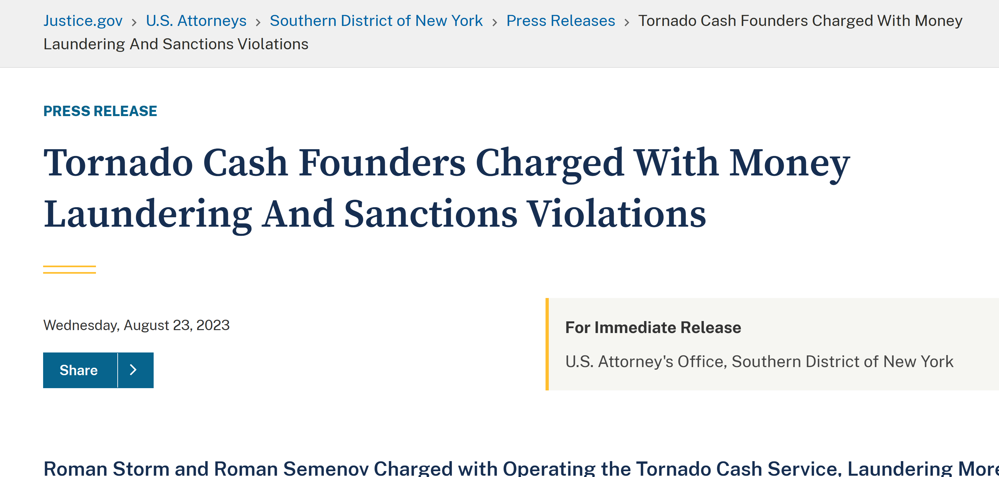 Justice.gov > U.S. Attorneys > Southern District of New York > Press Releases > Tornado Cash Founders Charged With Money
Laundering And Sanctions Violations
PRESS RELEASE
Tornado Cash Founders Charged With Money
Laundering And Sanctions Violations
Wednesday, August 23, 2023
For Immediate Release
U.S. Attorney's Office, Southern District of New York
Share >
Roman Storm and Roman Semenov Charged with Operating the Tornado Cash Service, Laundering More